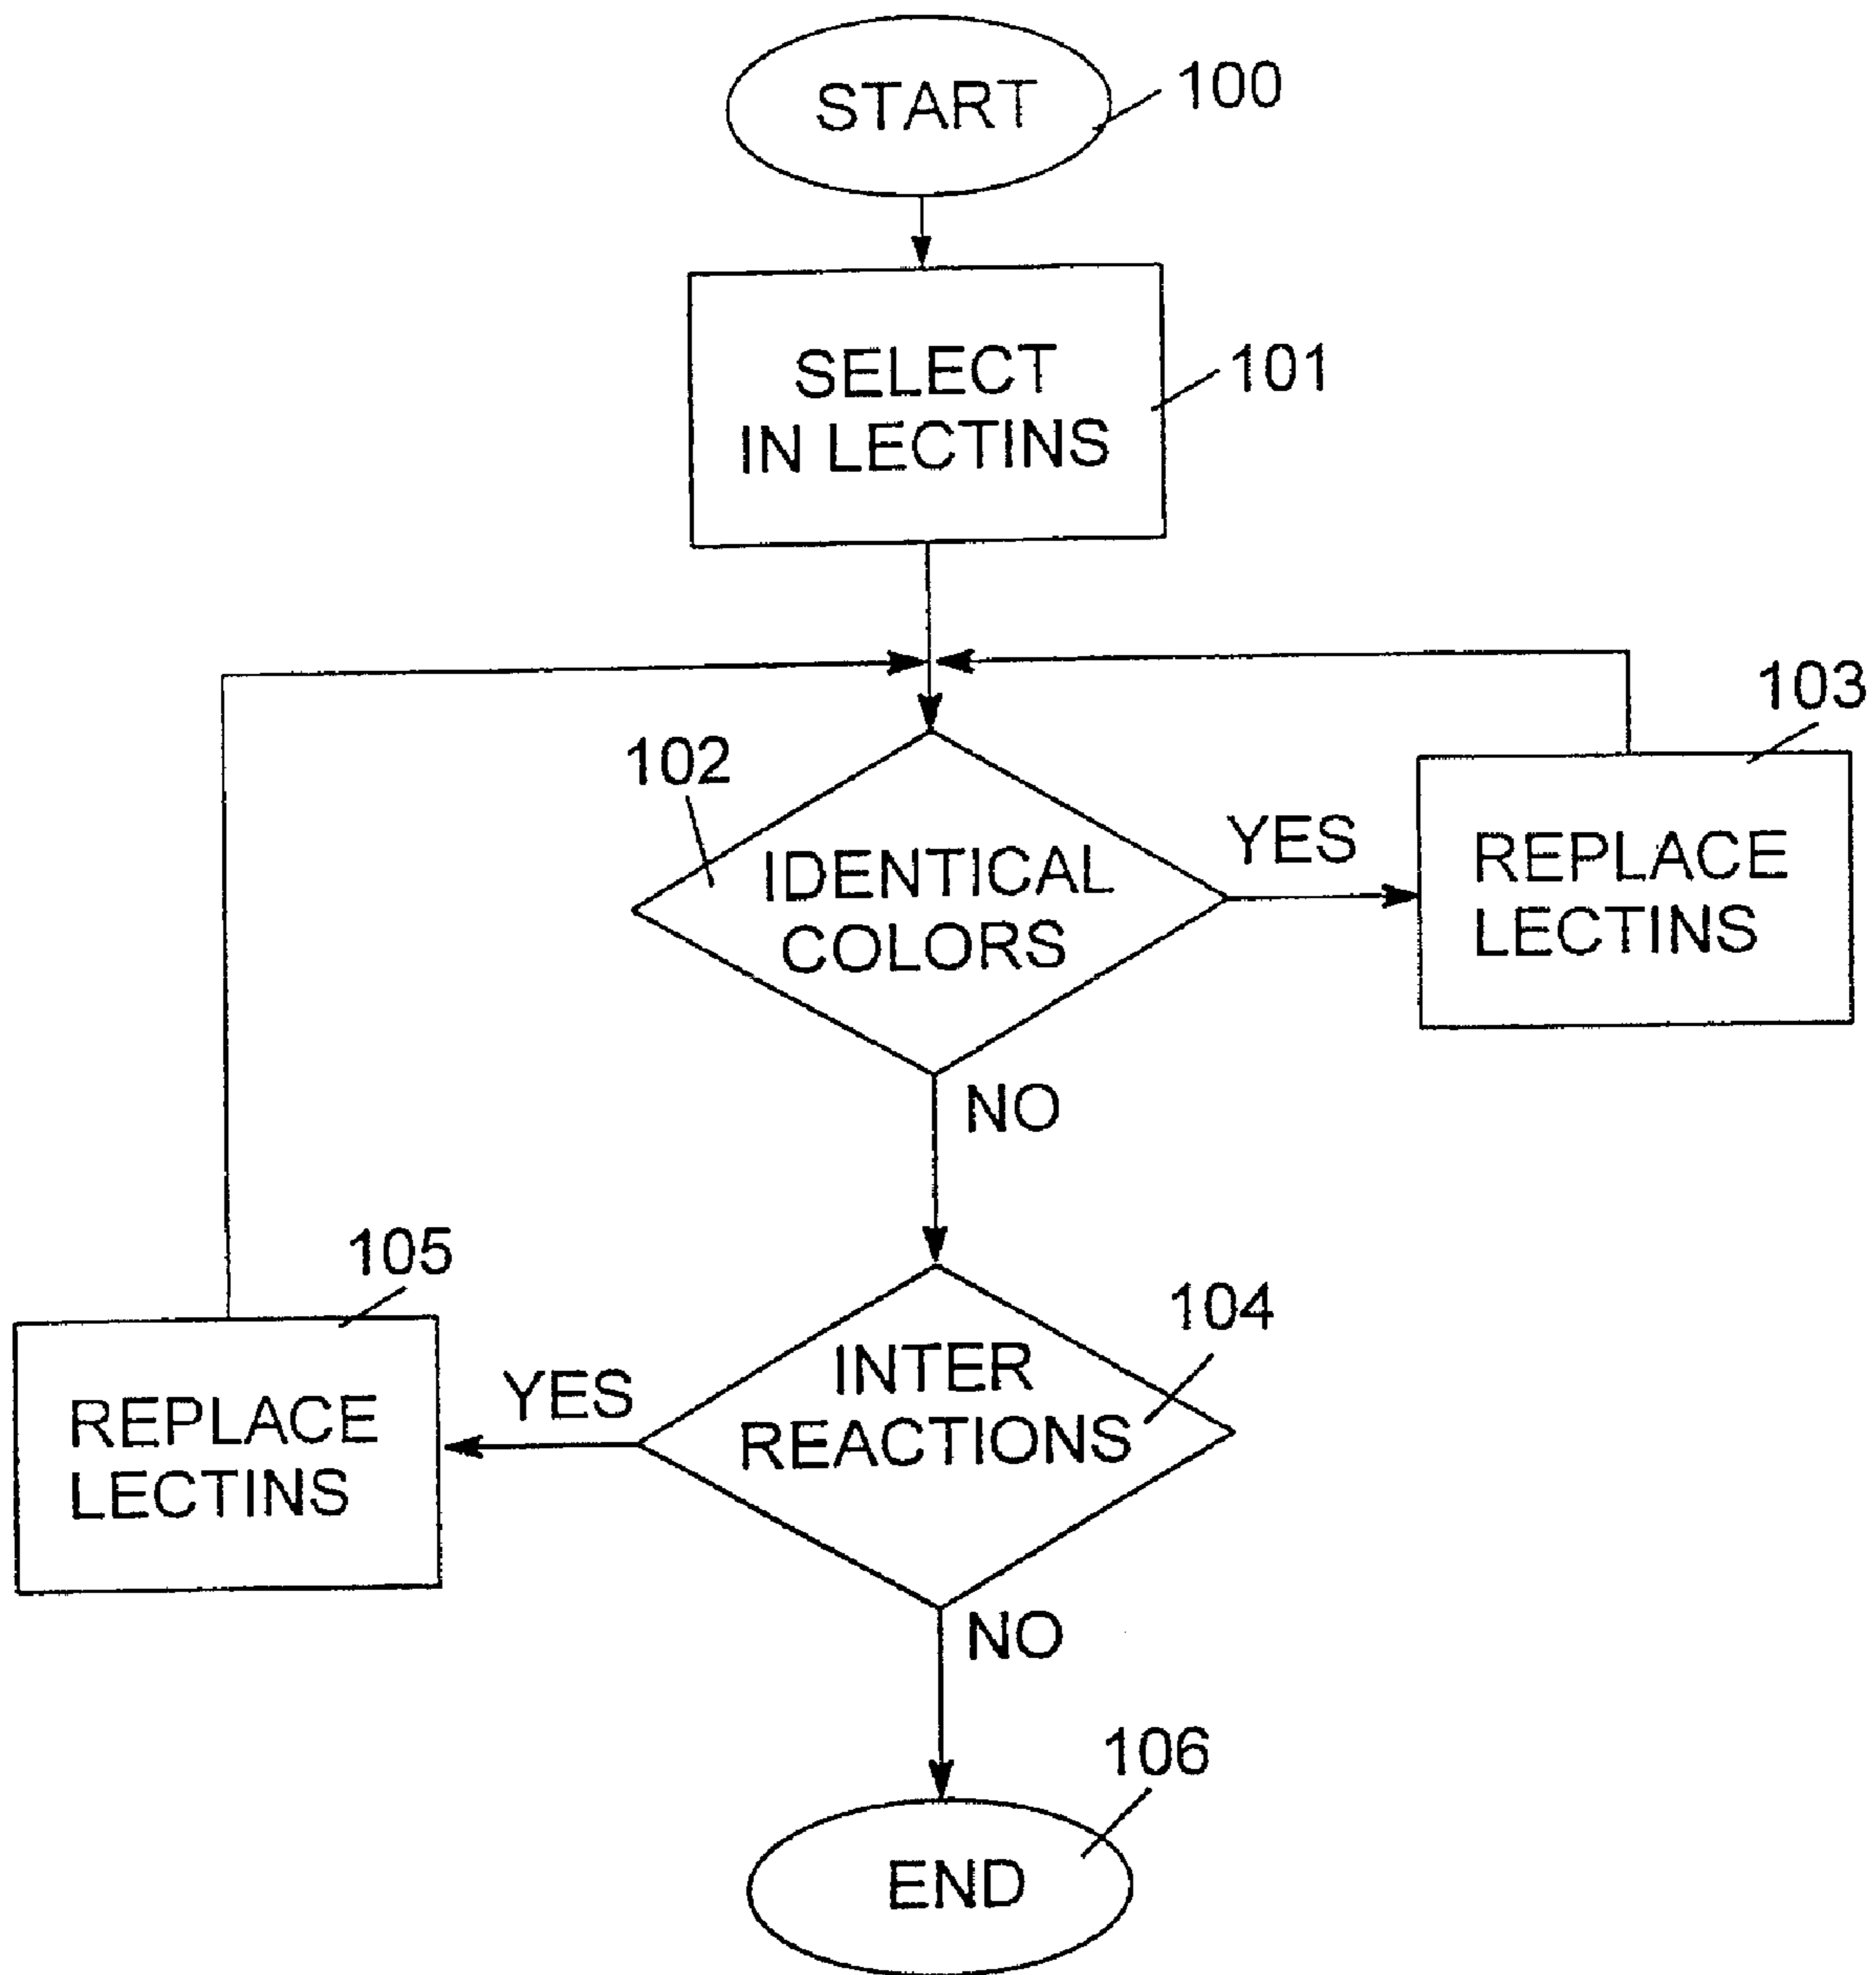 START
100
SELECT
IN LECTINS
101
103
102
IDENTICAL
COLORS
YES
REPLACE
LECTINS
NO
105
104
INTER
REACTIONS
YES
REPLACE
LECTINS
NO
106
END